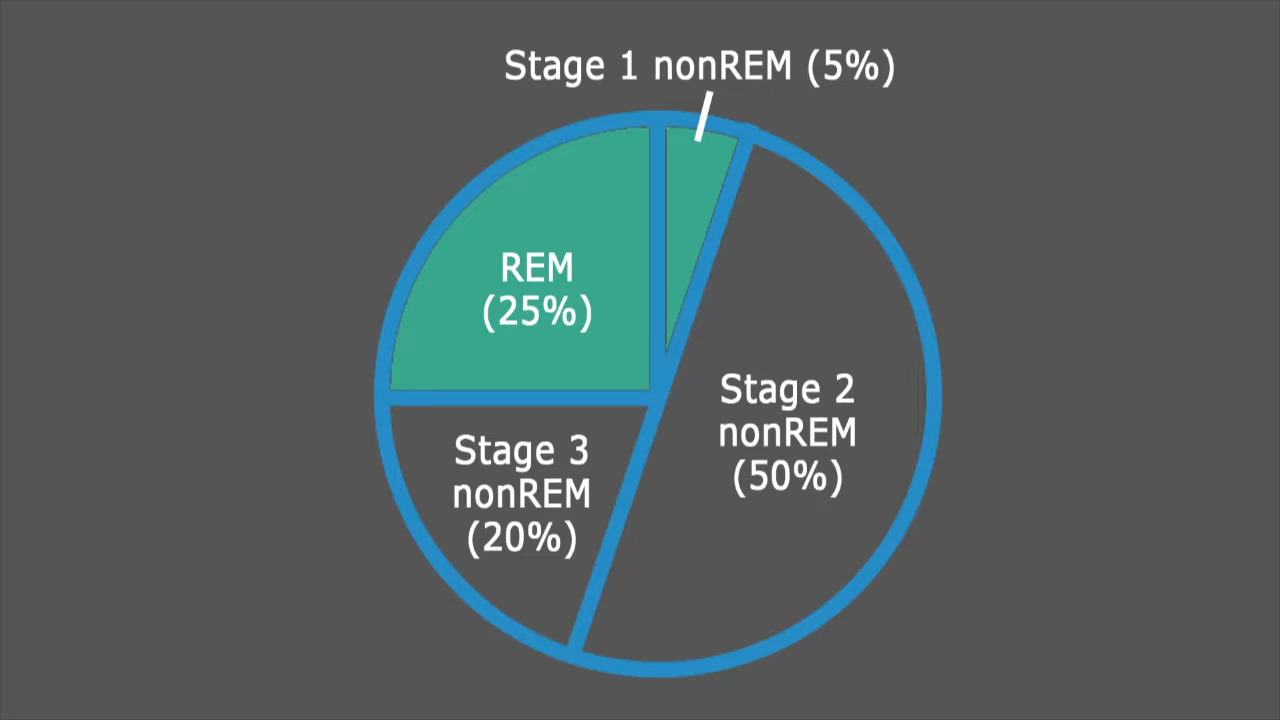 Stage 1 nonREM (5%)
REM
(25%)
Stage 2
nonREM
(50%)
Stage 3
nonREM
(20%)